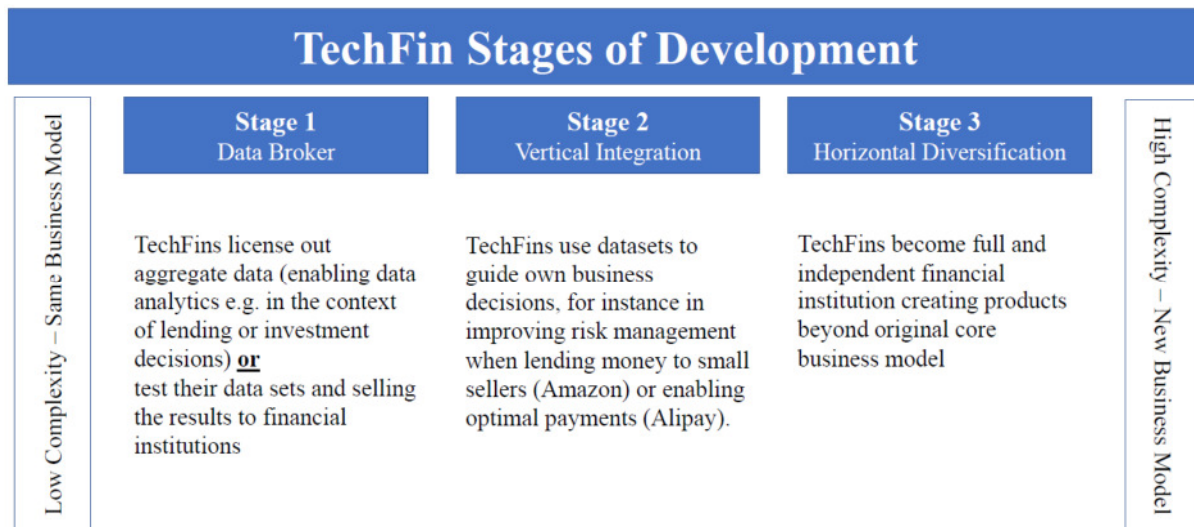 TechFin Stages of Development
Low Complexity – Same Business Model
Stage 1
Data Broker
TechFins license out
aggregate data (enabling data
analytics e.g. in the context
of lending or investment
decisions) or
test their data sets and selling
the results to financial
institutions
Stage 2
Vertical Integration
TechFins use datasets to
guide own business
decisions, for instance in
improving risk management
when lending money to small
sellers (Amazon) or enabling
optimal payments (Alipay).
Stage 3
Horizontal Diversification
TechFins become full and
independent financial
institution creating products
beyond original core
business model
High Complexity – New Business Model